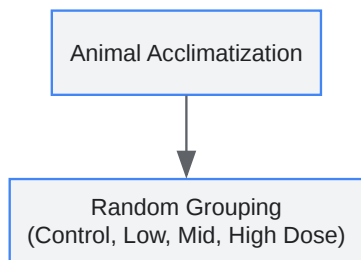 Animal Acclimatization
Random Grouping
(Control, Low, Mid, High Dose)